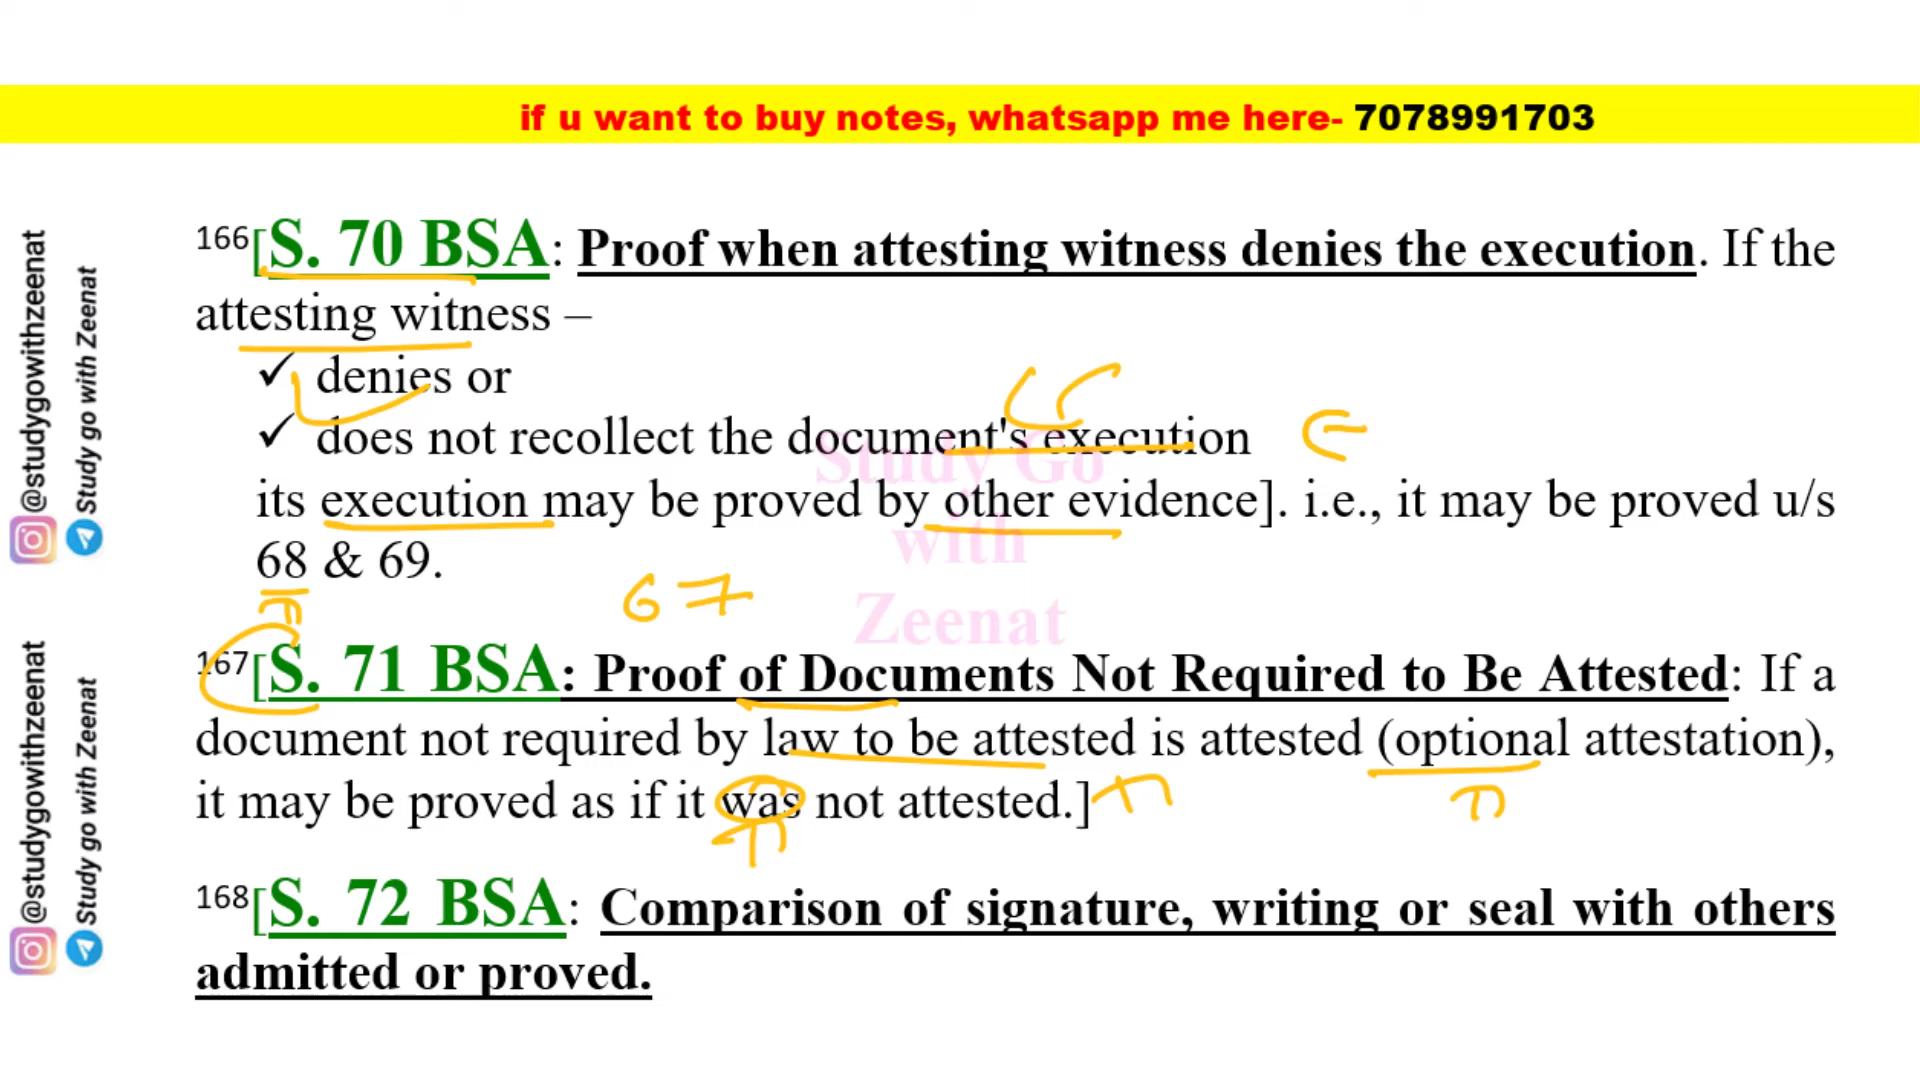 if u want to buy notes, whatsapp me here- 7078991703
166[S. 70 BSA: Proof when attesting witness denies the execution. If the
attesting witness –
✓ denies or
✓ does not recollect the document's execution
its execution may be proved by other evidence]. i.e., it may be proved u/s
68 & 69.
67
167[S. 71 BSA: Proof of Documents Not Required to Be Attested: If a
document not required by law to be attested is attested (optional attestation),
it may be proved as if it was not attested.]
168[S. 72 BSA: Comparison of signature, writing or seal with others
admitted or proved.
Study Go
with
Zeenat
@studygowithzeenat
Study go with Zeenat
@studygowithzeenat
Study go with Zeenat